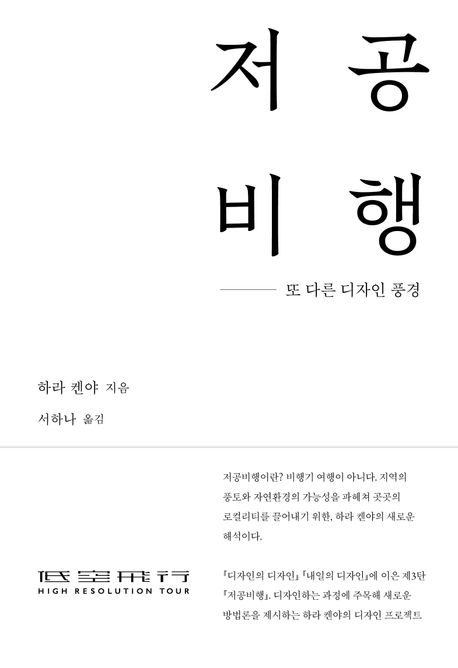 저공
비행
또 다른 디자인 풍경
하라 켄야 지음
서하나 옮김
저공비행이란? 비행기 여행이 아니다. 지역의
풍토와 자연환경의 가능성을 파헤쳐 곳곳의
로컬리티를 끌어내기 위한, 하라 켄야의 새로운
해석이다.
『디자인의 디자인』 『내일의 디자인』에 이은 제3탄
『저공비행』. 디자인하는 과정에 주목해 새로운
방법론을 제시하는 하라 켄야의 디자인 프로젝트
低空飛行
HIGH RESOLUTION TOUR